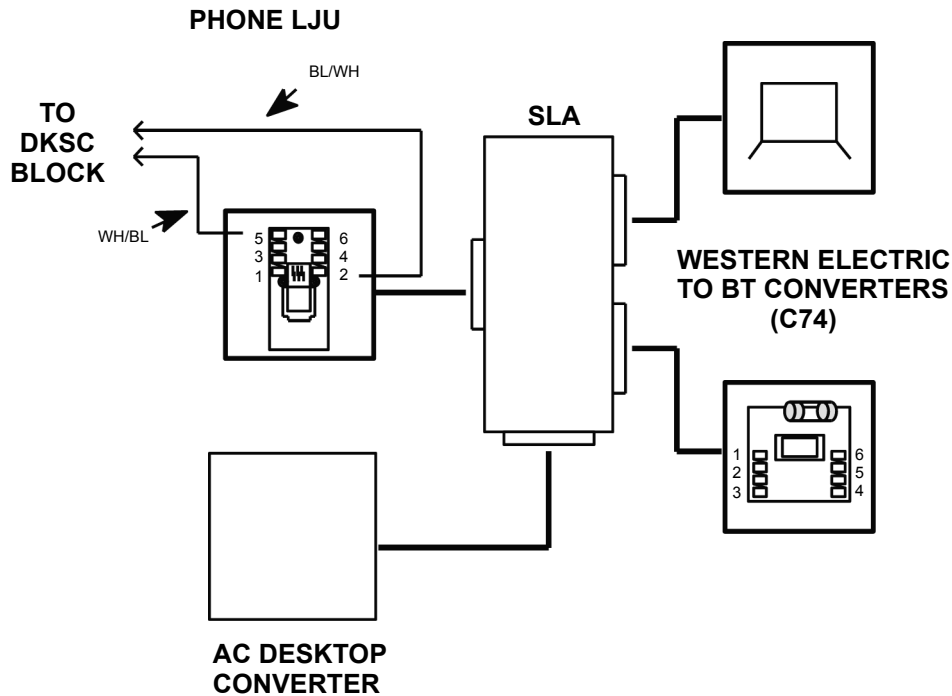 PHONE LJU
BL/WH
TO
DKSC
BLOCK
SLA
WH/BL
5 6
3 4
1 2
WESTERN ELECTRIC
TO BT CONVERTERS
(C74)
1 6
2 5
3 4
AC DESKTOP
CONVERTER